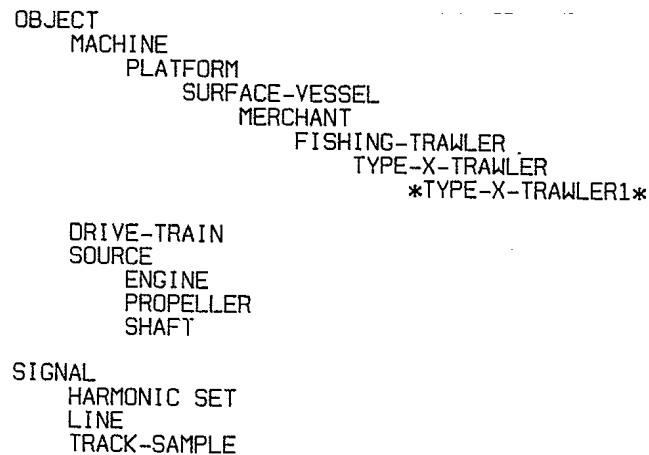 OBJECT
MACHINE
PLATFORM
SURFACE-VESSEL
MERCHANT
FISHING-TRAWLER
TYPE-X-TRAWLER
*TYPE-X-TRAWLER1*
DRIVE-TRAIN
SOURCE
ENGINE
PROPELLER
SHAFT
SIGNAL
HARMONIC SET
LINE
TRACK-SAMPLE